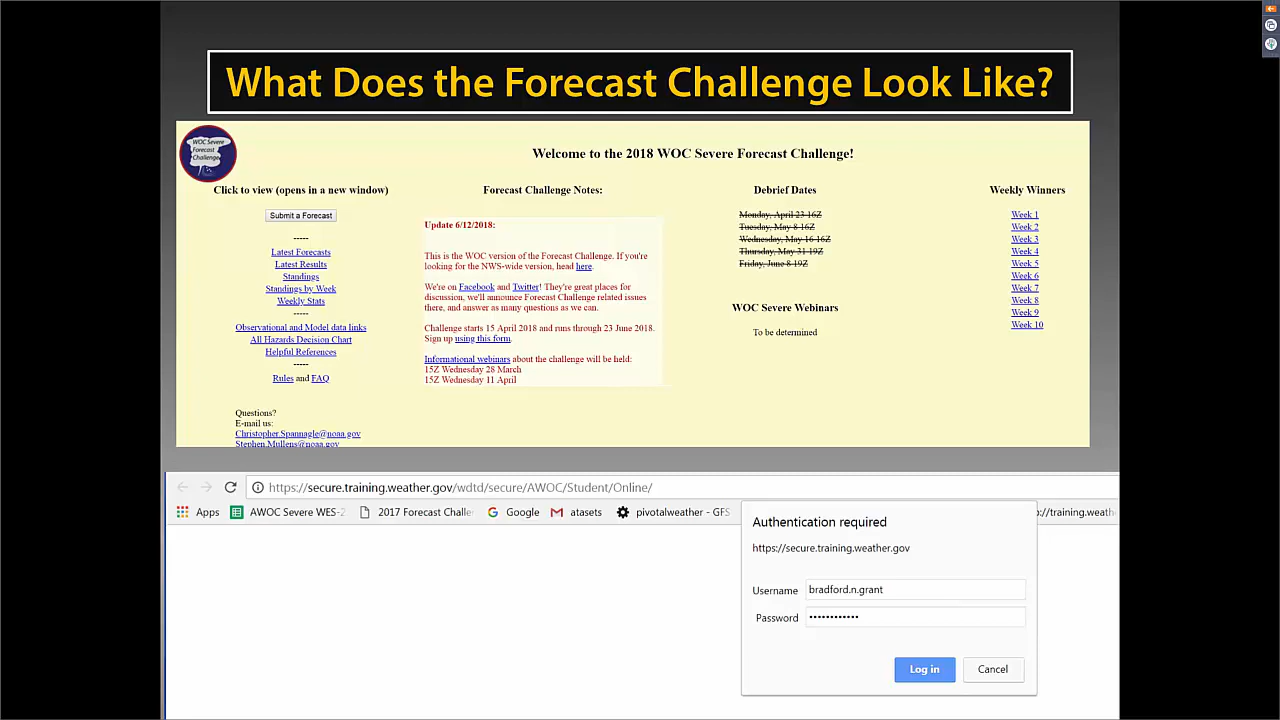 What Does the Forecast Challenge Look Like?
WOC Severe
Forecast
Challenge
Welcome to the 2018 WOC Severe Forecast Challenge!
Click to view (opens in a new window)
Submit a Forecast
-----
Latest Forecasts
Latest Results
Standings
Standings by Week
Weekly Stats
-----
Observational and Model data links
All Hazards Decision Chart
Helpful References
-----
Rules and FAQ
Questions?
E-mail us:
Christopher.Spannagle@noaa.gov
Stephen.Mullens@noaa.gov
Forecast Challenge Notes:
Update 6/12/2018:
This is the WOC version of the Forecast Challenge. If you're
looking for the NWS-wide version, head here.
We're on Facebook and Twitter! They're great places for
discussion, we'll announce Forecast Challenge related issues
there, and answer as many questions as we can.
Challenge starts 15 April 2018 and runs through 23 June 2018.
Sign up using this form.
Informational webinars about the challenge will be held:
15Z Wednesday 28 March
15Z Wednesday 11 April
Debrief Dates
Monday, April 23 16Z
Tuesday, May 8 16Z
Wednesday, May 16 16Z
Thursday, May 31 19Z
Friday, June 8 19Z
WOC Severe Webinars
To be determined
Weekly Winners
Week 1
Week 2
Week 3
Week 4
Week 5
Week 6
Week 7
Week 8
Week 9
Week 10
https://secure.training.weather.gov/wdtd/secure/AWOC/Student/Online/
Apps AWOC Severe WES-2 2017 Forecast Challe Google atasets pivotalweather - GFS p://training.weath
Authentication required
https://secure.training.weather.gov
Username bradford.n.grant
Password ••••••••••••
Log in Cancel